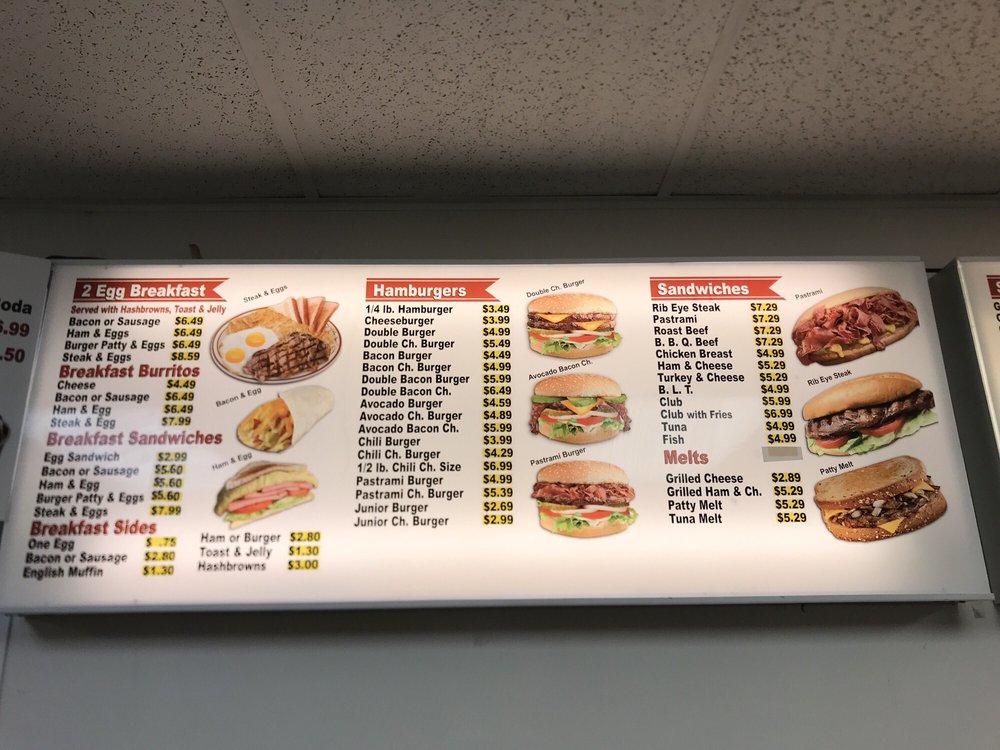 oda
.99
.50
2 Egg Breakfast
Served with Hashbrowns, Toast & Jelly
Bacon or Sausage $6.49
Ham & Eggs $6.49
Burger Patty & Eggs $6.49
Steak & Eggs $8.59
Breakfast Burritos
Cheese $4.49
Bacon or Sausage $6.49
Ham & Egg $6.49
Steak & Egg $7.99
Breakfast Sandwiches
Egg Sandwich $2.99
Bacon or Sausage $5.60
Ham & Egg $5.60
Burger Patty & Eggs $5.60
Steak & Eggs $7.99
Breakfast Sides
One Egg $ .75
Bacon or Sausage $2.80
English Muffin $1.30
Ham or Burger $2.80
Toast & Jelly $1.30
Hashbrowns $3.00
Steak & Eggs
Bacon & Egg
Ham & Egg
Hamburgers
1/4 lb. Hamburger $3.49
Cheeseburger $3.99
Double Burger $4.99
Double Ch. Burger $5.49
Bacon Burger $4.49
Bacon Ch. Burger $4.99
Double Bacon Burger $5.99
Double Bacon Ch. $6.49
Avocado Burger $4.59
Avocado Ch. Burger $4.89
Avocado Bacon Ch. $5.99
Chili Burger $3.99
Chili Ch. Burger $4.29
1/2 lb. Chili Ch. Size $6.99
Pastrami Burger $4.99
Pastrami Ch. Burger $5.39
Junior Burger $2.69
Junior Ch. Burger $2.99
Double Ch. Burger
Avocado Bacon Ch.
Pastrami Burger
Sandwiches
Rib Eye Steak $7.29
Pastrami $7.29
Roast Beef $7.29
B. B. Q. Beef $7.29
Chicken Breast $4.99
Ham & Cheese $5.29
Turkey & Cheese $5.29
B. L. T. $4.99
Club $5.99
Club with Fries $6.99
Tuna $4.99
Fish $4.99
Melts
Grilled Cheese $2.89
Grilled Ham & Ch. $5.29
Patty Melt $5.29
Tuna Melt $5.29
Pastrami
Rib Eye Steak
Patty Melt